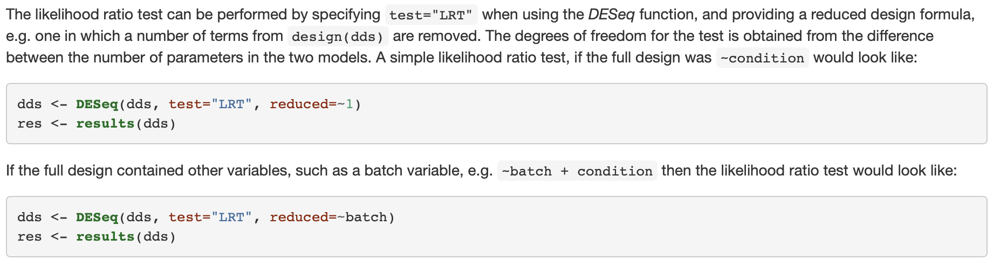 The likelihood ratio test can be performed by specifying test="LRT" when using the DESeq function, and providing a reduced design formula,
e.g. one in which a number of terms from design(dds) are removed. The degrees of freedom for the test is obtained from the difference
between the number of parameters in the two models. A simple likelihood ratio test, if the full design was ~condition would look like:
dds <- DESeq(dds, test="LRT", reduced=~1)
res <- results(dds)
If the full design contained other variables, such as a batch variable, e.g. ~batch + condition then the likelihood ratio test would look like:
dds <- DESeq(dds, test="LRT", reduced=~batch)
res <- results(dds)